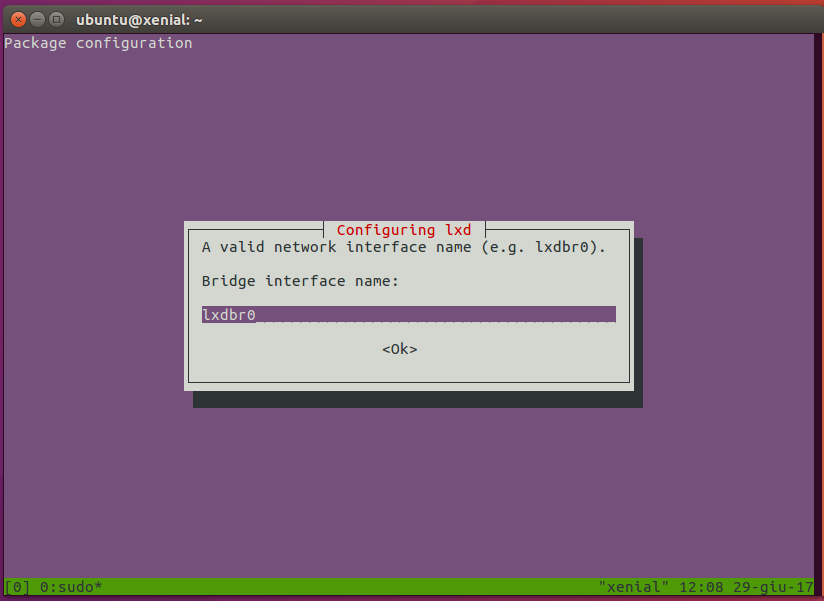 ubuntu@xenial: ~
Package configuration
Configuring lxd
A valid network interface name (e.g. lxdbr0).
Bridge interface name:
lxdbr0
<Ok>
[0] 0:sudo* "xenial" 12:08 29-giu-17